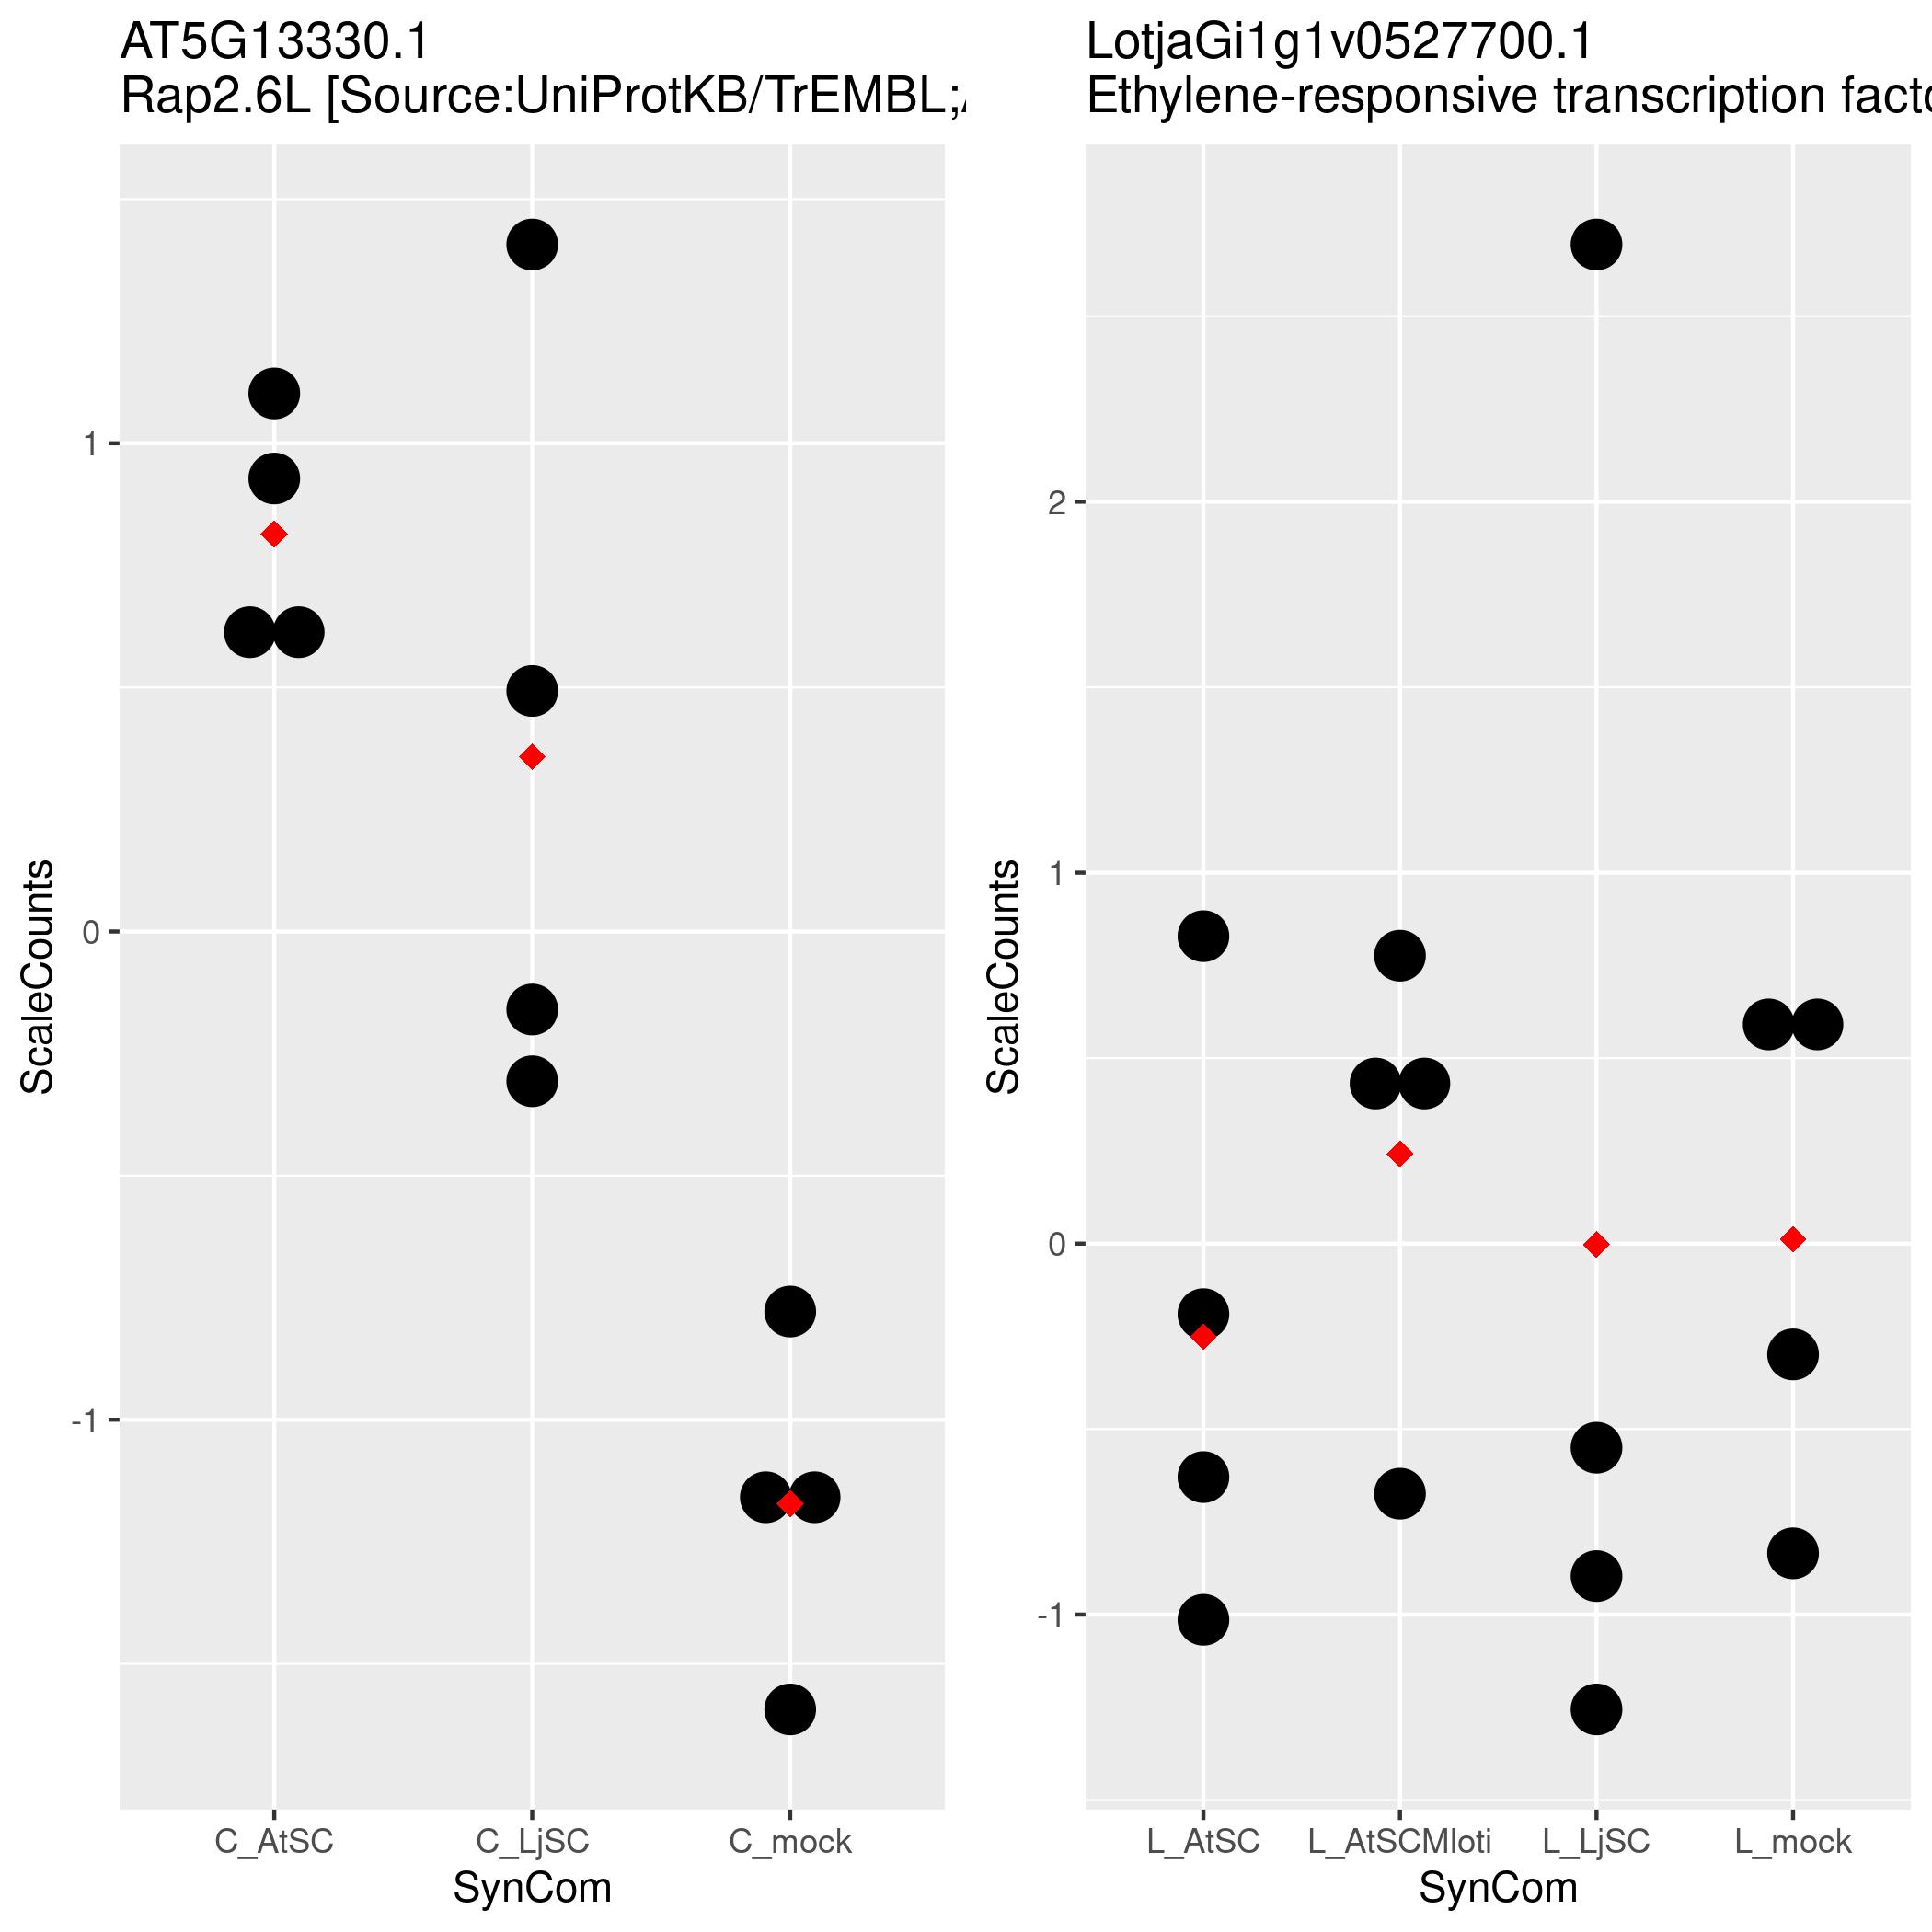 AT5G13330.1
Rap2.6L [Source:UniProtKB/TrEMBL;
ScaleCounts
1
0
-1
C_AtSC C_LjSC C_mock
SynCom
LotjaGi1g1v0527700.1
Ethylene-responsive transcription
ScaleCounts
2
1
0
-1
L_AtSC L_AtSCMloti L_LjSC L_mock
SynCom